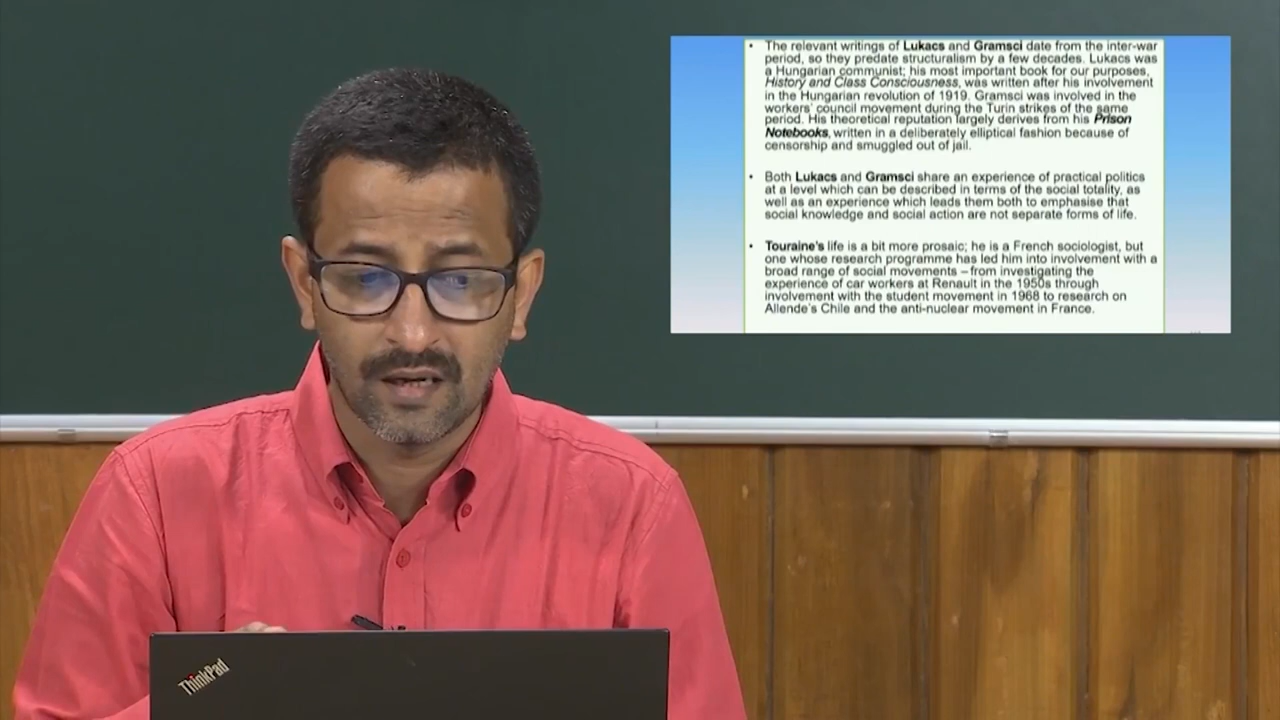 • The relevant writings of Lukacs and Gramsci date from the inter-war
period, so they predate structuralism by a few decades. Lukacs was
a Hungarian communist; his most important book for our purposes,
History and Class Consciousness, was written after his involvement
in the Hungarian revolution of 1919. Gramsci was involved in the
workers' council movement during the Turin strikes of the same
period. His theoretical reputation largely derives from his Prison
Notebooks, written in a deliberately elliptical fashion because of
censorship and smuggled out of jail.
• Both Lukacs and Gramsci share an experience of practical politics
at a level which can be described in terms of the social totality, as
well as an experience which leads them both to emphasise that
social knowledge and social action are not separate forms of life.
• Touraine's life is a bit more prosaic; he is a French sociologist, but
one whose research programme has led him into involvement with a
broad range of social movements – from investigating the
experience of car workers at Renault in the 1950s through
involvement with the student movement in 1968 to research on
Allende's Chile and the anti-nuclear movement in France.
ThinkPad